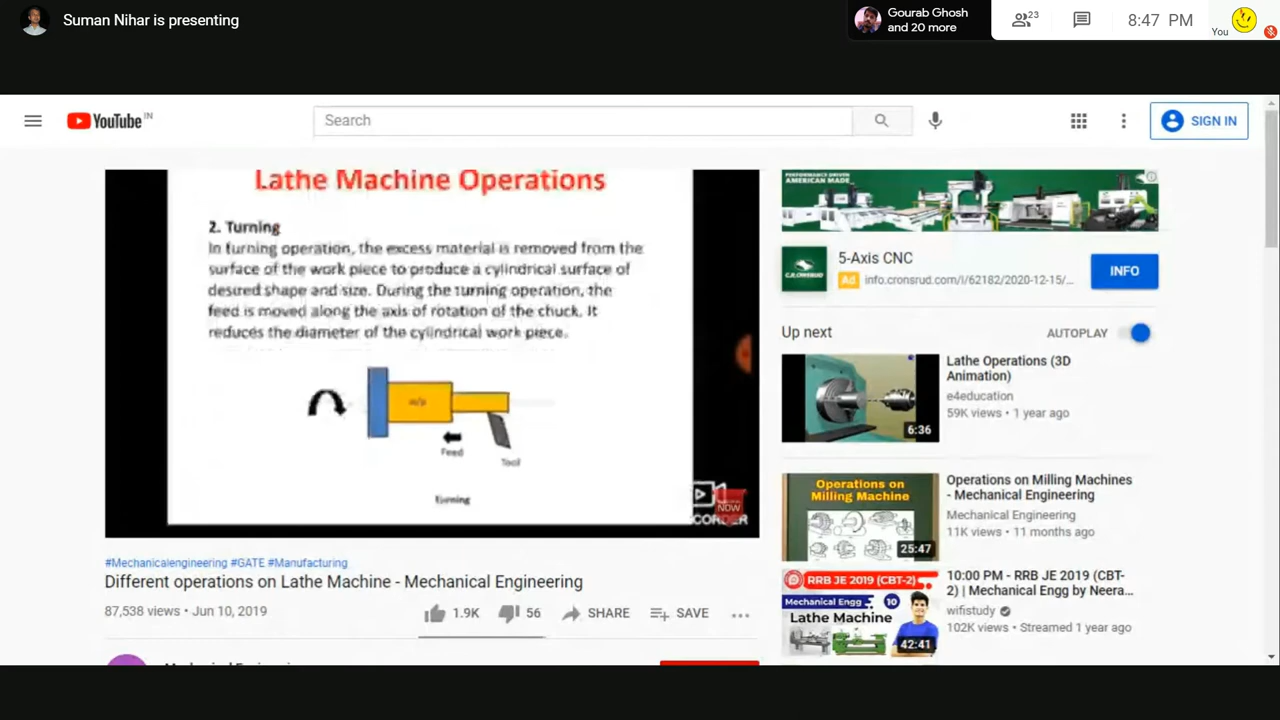 Suman Nihar is presenting
Gourab Ghosh
and 20 more
23
8:47 PM
You
YouTube IN
Search
SIGN IN
Lathe Machine Operations
2. Turning
In turning operation, the excess material is removed from the
surface of the work piece to produce a cylindrical surface of
desired shape and size. During the turning operation, the
feed is moved along the axis of rotation of the chuck. It
reduces the diameter of the cylindrical work piece.
Feed
Tool
Turning
NOW
CORDER
PERFORMANCE DRIVEN
AMERICAN MADE
C.R.ONSRUD
5-Axis CNC
Ad info.cronsrud.com/l/62182/2020-12-15/...
INFO
Up next
AUTOPLAY
Lathe Operations (3D
Animation)
e4education
59K views • 1 year ago
6:36
Operations on
Milling Machine
25:47
Operations on Milling Machines
- Mechanical Engineering
Mechanical Engineering
11K views • 11 months ago
RRB JE 2019 (CBT-2)
Mechanical Engg
10
Lathe Machine
42:41
10:00 PM - RRB JE 2019 (CBT-
2) | Mechanical Engg by Neera...
wifistudy
102K views • Streamed 1 year ago
#Mechanicalengineering #GATE #Manufacturing
Different operations on Lathe Machine - Mechanical Engineering
87,538 views • Jun 10, 2019
1.9K
56
SHARE
SAVE